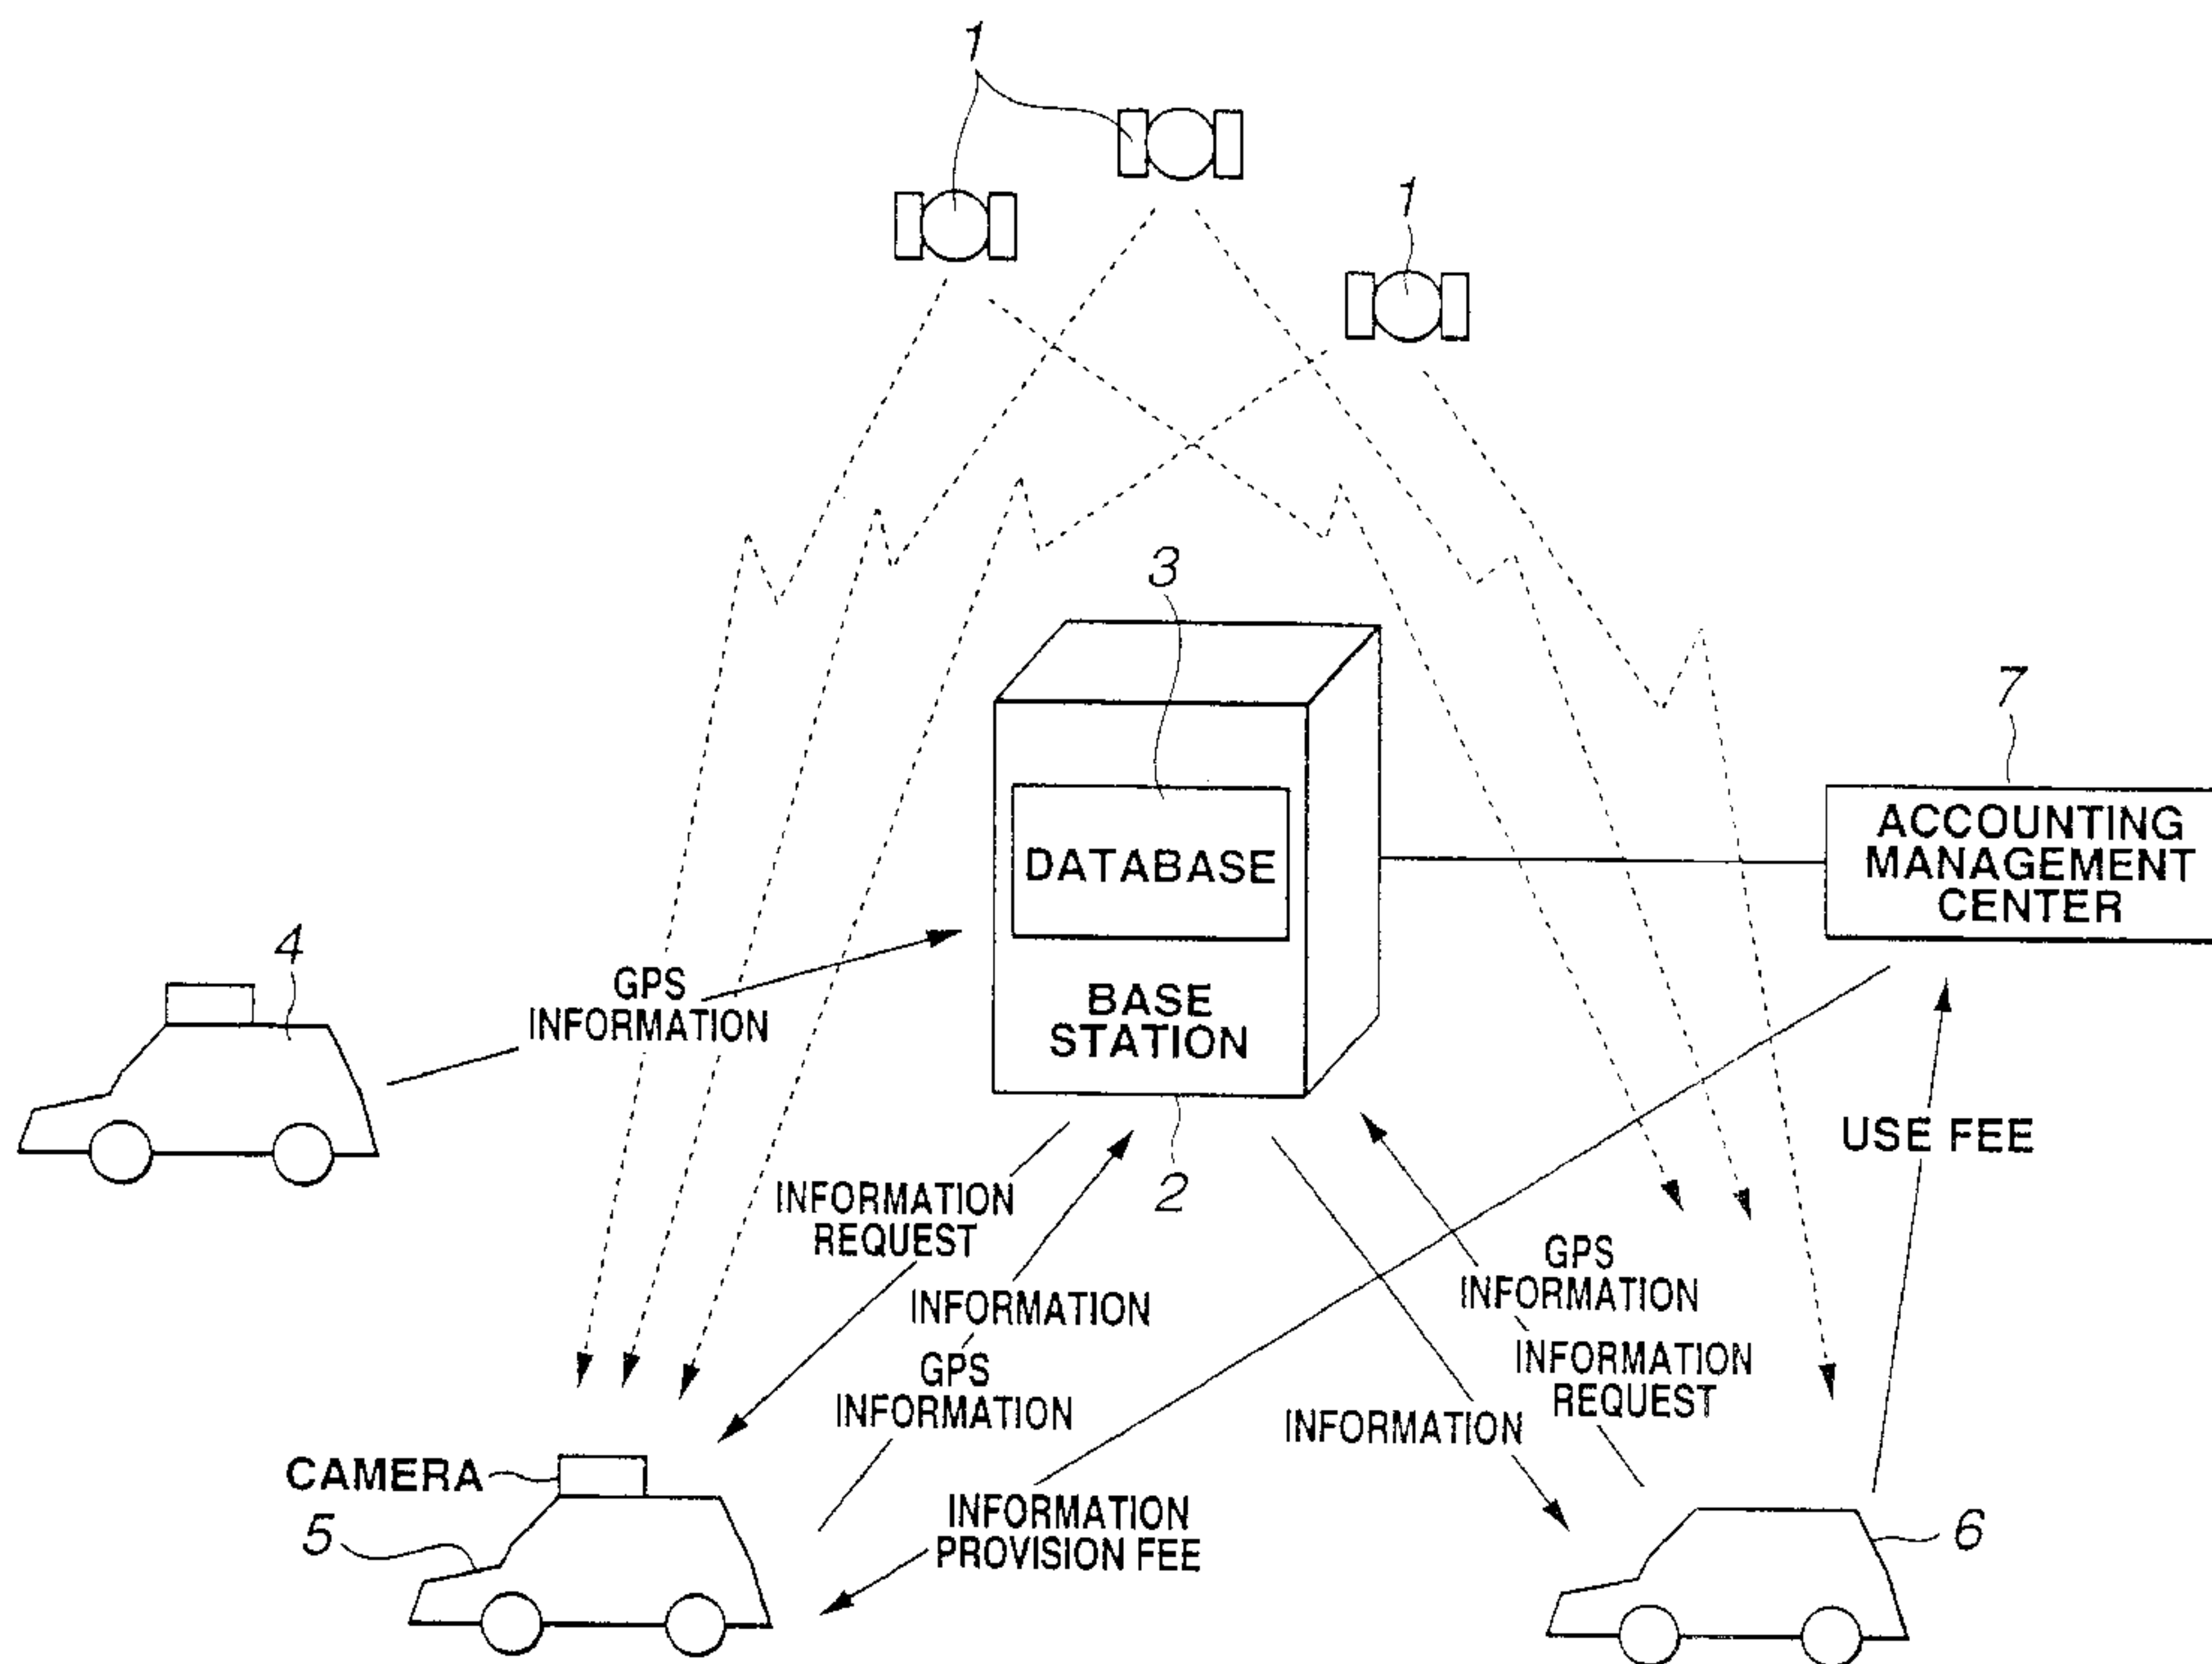 1
1
3
7
DATABASE
ACCOUNTING
MANAGEMENT
CENTER
4
GPS
INFORMATION
BASE
STATION
USE FEE
2
INFORMATION
REQUEST
GPS
INFORMATION
INFORMATION
GPS
INFORMATION
INFORMATION
REQUEST
INFORMATION
CAMERA
5
INFORMATION
PROVISION FEE
6